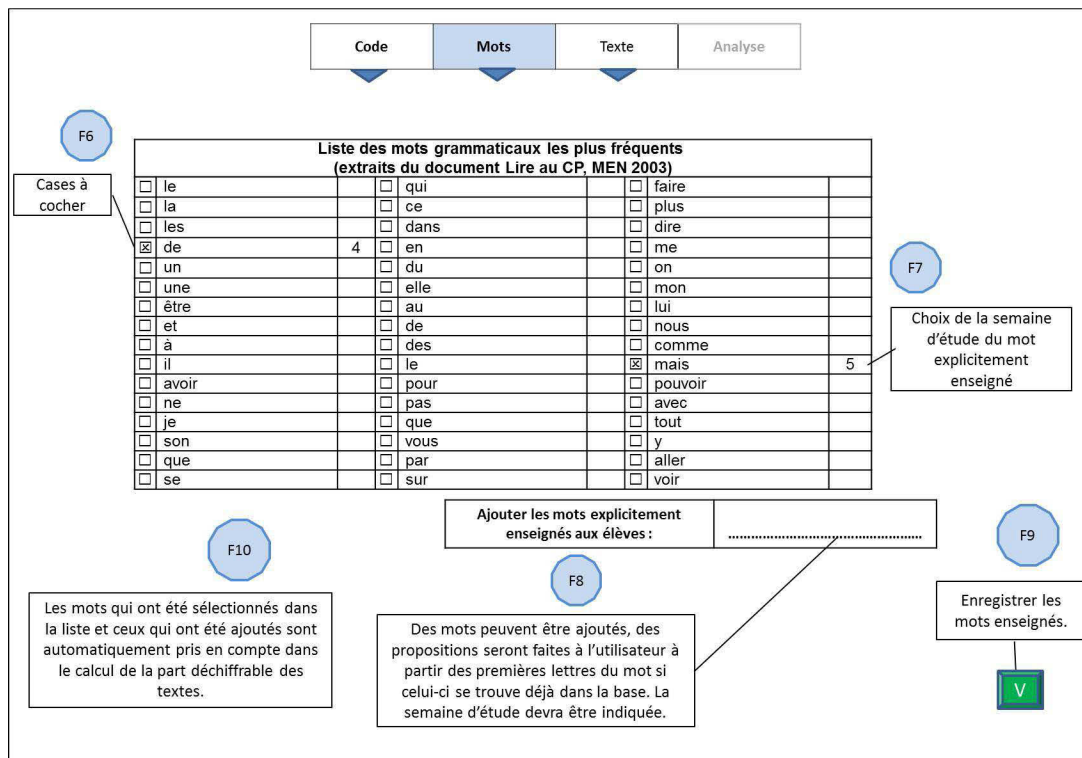 Code Mots Texte Analyse
F6
Cases à
cocher
Liste des mots grammaticaux les plus fréquents
(extraits du document Lire au CP, MEN 2003)
☐ le ☐ qui ☐ faire
☐ la ☐ ce ☐ plus
☐ les ☐ dans ☐ dire
☒ de 4 ☐ en ☐ me
☐ un ☐ du ☐ on
☐ une ☐ elle ☐ mon
☐ être ☐ au ☐ lui
☐ et ☐ de ☐ nous
☐ à ☐ des ☐ comme
☐ il ☐ le ☒ mais 5
☐ avoir ☐ pour ☐ pouvoir
☐ ne ☐ pas ☐ avec
☐ je ☐ que ☐ tout
☐ son ☐ vous ☐ y
☐ que ☐ par ☐ aller
☐ se ☐ sur ☐ voir
F7
Choix de la semaine
d'étude du mot
explicitement
enseigné
Ajouter les mots explicitement
enseignés aux élèves : ................................................
F10
Les mots qui ont été sélectionnés dans
la liste et ceux qui ont été ajoutés sont
automatiquement pris en compte dans
le calcul de la part déchiffrable des
textes.
F8
Des mots peuvent être ajoutés, des
propositions seront faites à l'utilisateur à
partir des premières lettres du mot si
celui-ci se trouve déjà dans la base. La
semaine d'étude devra être indiquée.
F9
Enregistrer les
mots enseignés.
V